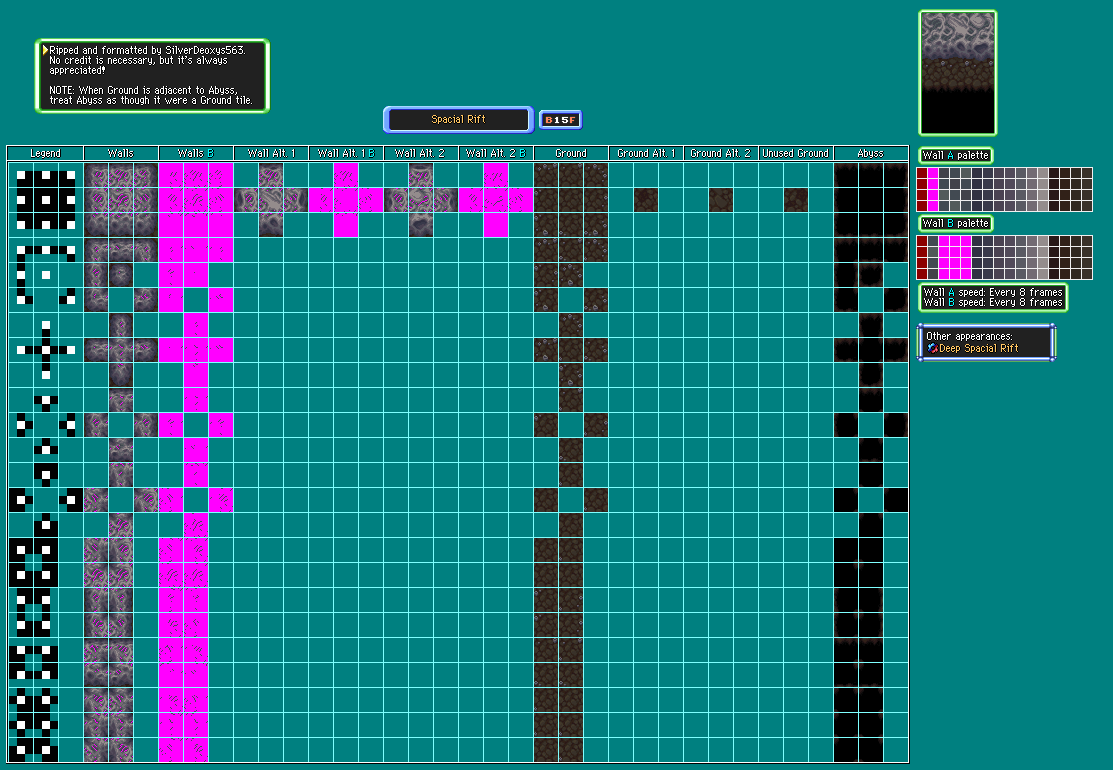 Ripped and formatted by SilverDeoxys563.
No credit is necessary, but it's always
appreciated!
NOTE: When Ground is adjacent to Abyss,
treat Abyss as though it were a Ground tile.
Spacial Rift B15F
Legend Walls Walls B Wall Alt. 1 Wall Alt. 1 B Wall Alt. 2 Wall Alt. 2 B Ground Ground Alt. 1 Ground Alt. 2 Unused Ground Abyss
Wall A palette
Wall B palette
Wall A speed: Every 8 frames
Wall B speed: Every 8 frames
Other appearances:
Deep Spacial Rift